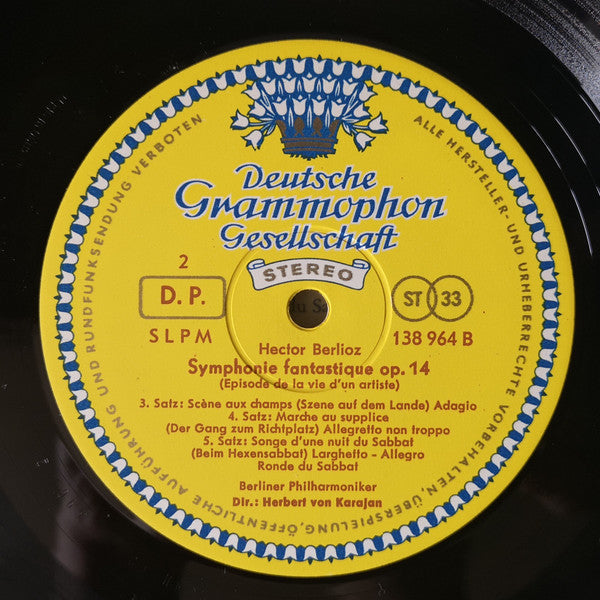 Deutsche
Grammophon
Gesellschaft
STEREO
2
D. P.
ST 33
SLPM
138 964 B
Hector Berlioz
Symphonie fantastique op. 14
(Episode de la vie d'un artiste)
3. Satz: Scène aux champs (Szene auf dem Lande) Adagio
4. Satz: Marche au supplice
(Der Gang zum Richtplatz) Allegretto non troppo
5. Satz: Songe d'une nuit du Sabbat
(Beim Hexensabbat) Larghetto - Allegro
Ronde du Sabbat
Berliner Philharmoniker
Dir.: Herbert von Karajan
ALLE HERSTELLER- UND URHEBERRECHTE VORBEHALTEN, ÜBERSPIELUNG, ÖFFENTLICHE AUFFÜHRUNG UND RUNDFUNKSENDUNG VERBOTEN